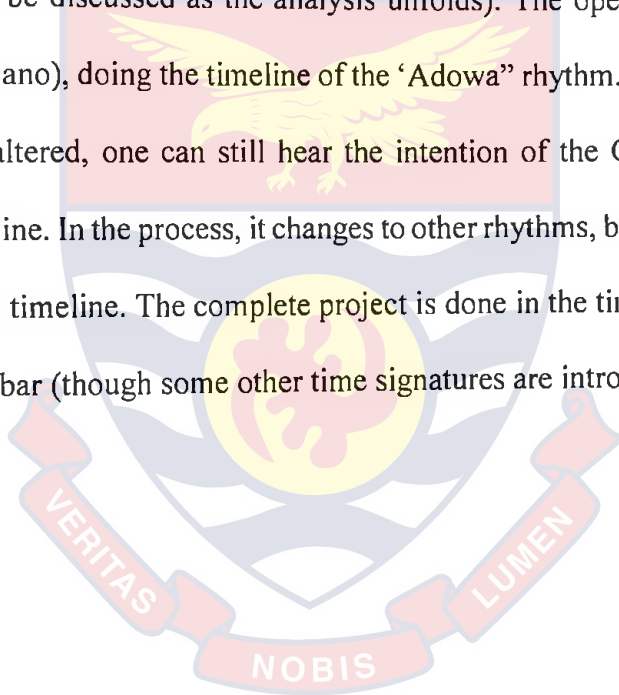 be discussed as the analysis unfolds). The ope
ano), doing the timeline of the ‘Adowa” rhythm.
altered, one can still hear the intention of the
ine. In the process, it changes to other rhythms, b
timeline. The complete project is done in the ti
bar (though some other time signatures are intro
VERITAS
NOBIS
LUMEN